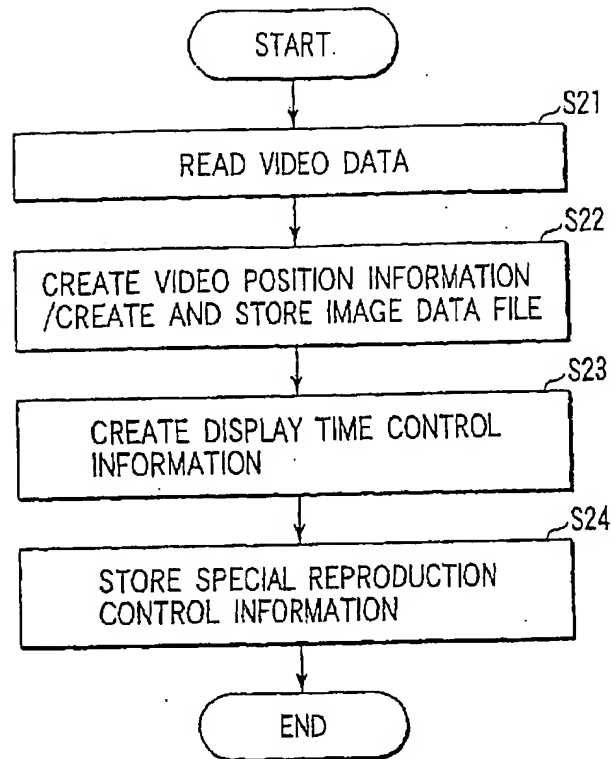 START.
S21
READ VIDEO DATA
S22
CREATE VIDEO POSITION INFORMATION
/CREATE AND STORE IMAGE DATA FILE
S23
CREATE DISPLAY TIME CONTROL
INFORMATION
S24
STORE SPECIAL REPRODUCTION
CONTROL INFORMATION
END